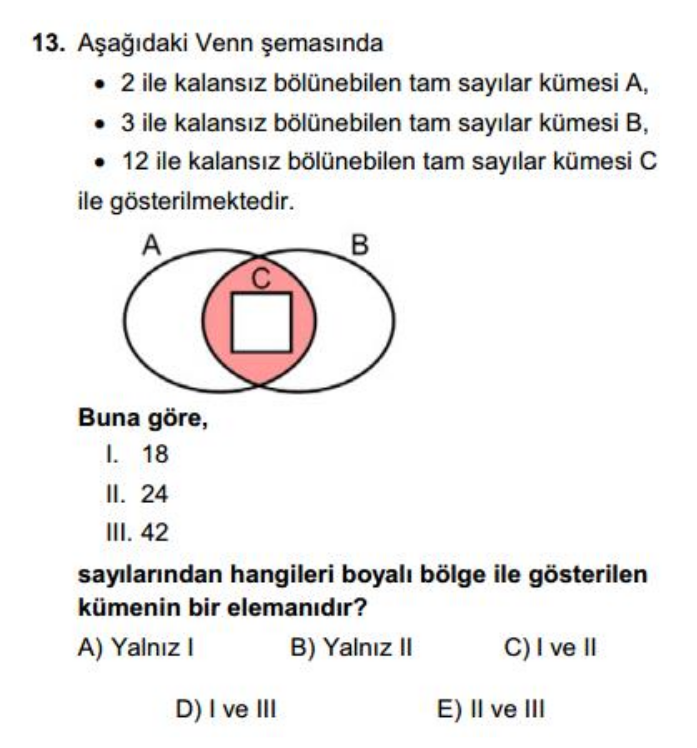 13. Aşağıdaki Venn şemasında
• 2 ile kalansız bölünebilen tam sayılar kümesi A,
• 3 ile kalansız bölünebilen tam sayılar kümesi B,
• 12 ile kalansız bölünebilen tam sayılar kümesi C
ile gösterilmektedir.
A B
C
Buna göre,
I. 18
II. 24
III. 42
sayılarından hangileri boyalı bölge ile gösterilen
kümenin bir elemanıdır?
A) Yalnız I B) Yalnız II C) I ve II
D) I ve III E) II ve III